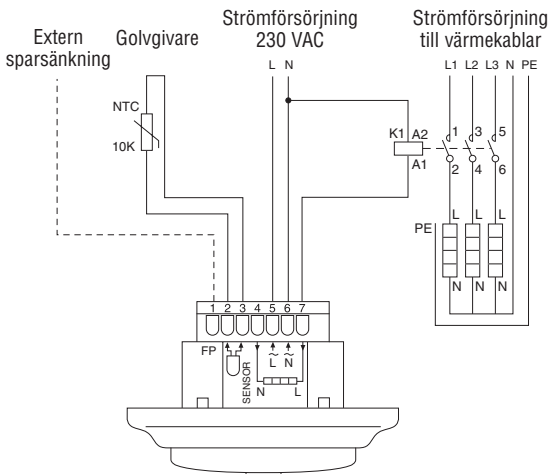 Extern
sparsänkning
Golvgivare
Strömförsörjning
230 VAC
Strömförsörjning
till värmekablar
L N
L1 L2 L3 N PE
NTC
10K
K1 A2
A1
1 3 5
2 4 6
PE
L L L
N N N
1 2 3 4 5 6 7
FP
SENSOR
~ ~
L N
N L